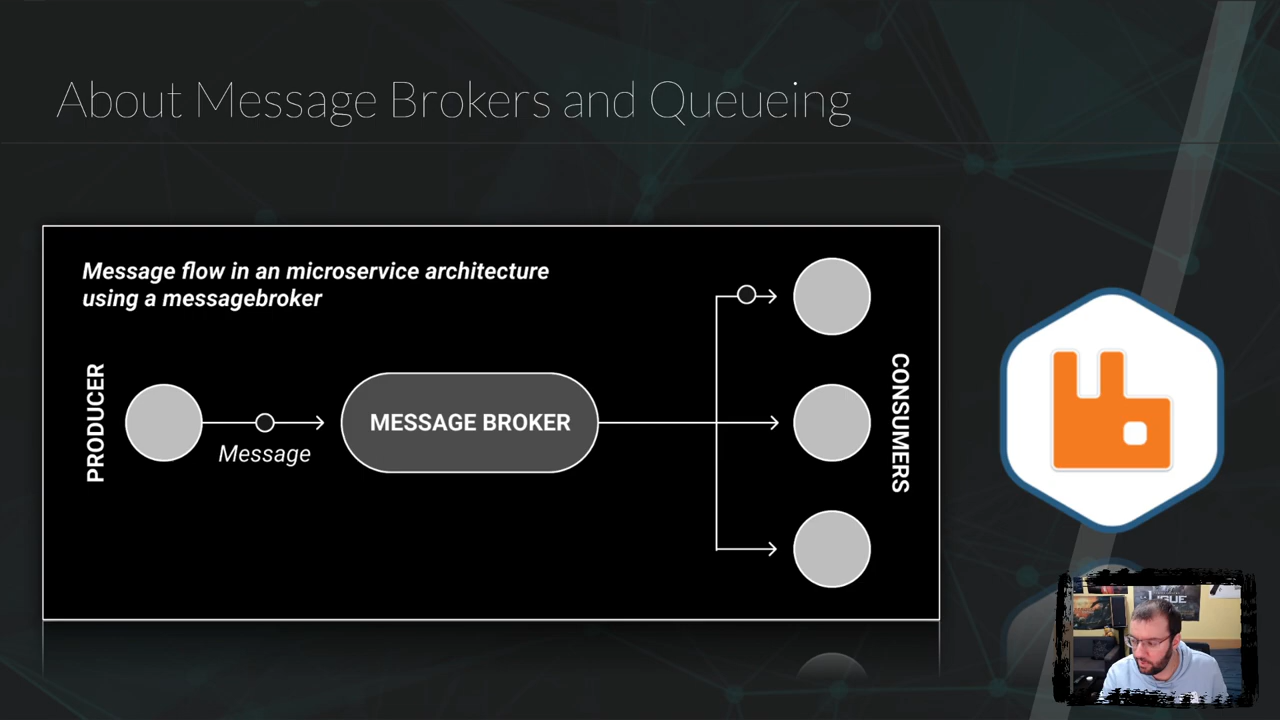 About Message Brokers and Queueing
Message flow in an microservice architecture
using a messagebroker
PRODUCER
Message
MESSAGE BROKER
CONSUMERS